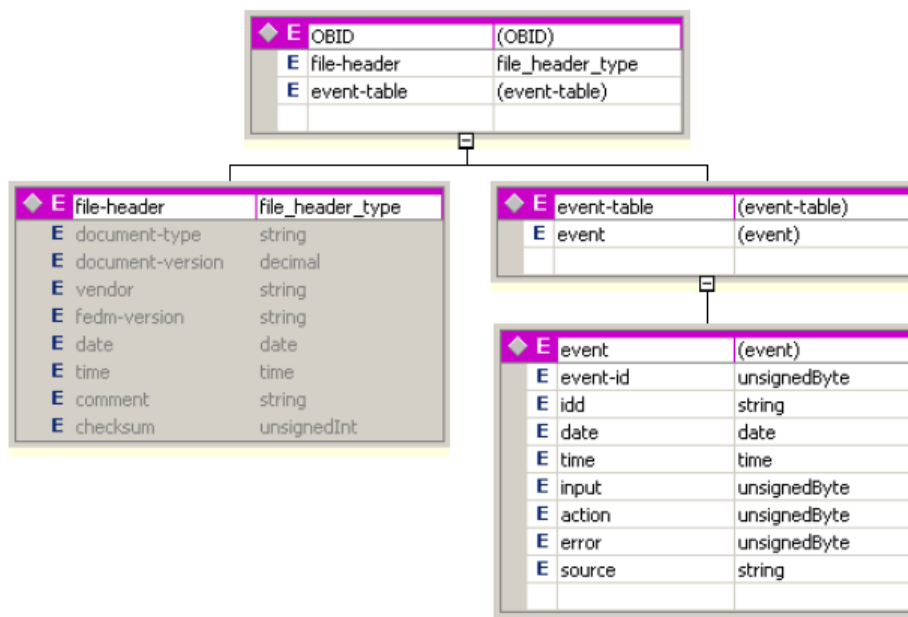 E OBID (OBID)
E file-header file_header_type
E event-table (event-table)
E file-header file_header_type
E document-type string
E document-version decimal
E vendor string
E fedm-version string
E date date
E time time
E comment string
E checksum unsignedInt
E event-table (event-table)
E event (event)
E event (event)
E event-id unsignedByte
E idd string
E date date
E time time
E input unsignedByte
E action unsignedByte
E error unsignedByte
E source string